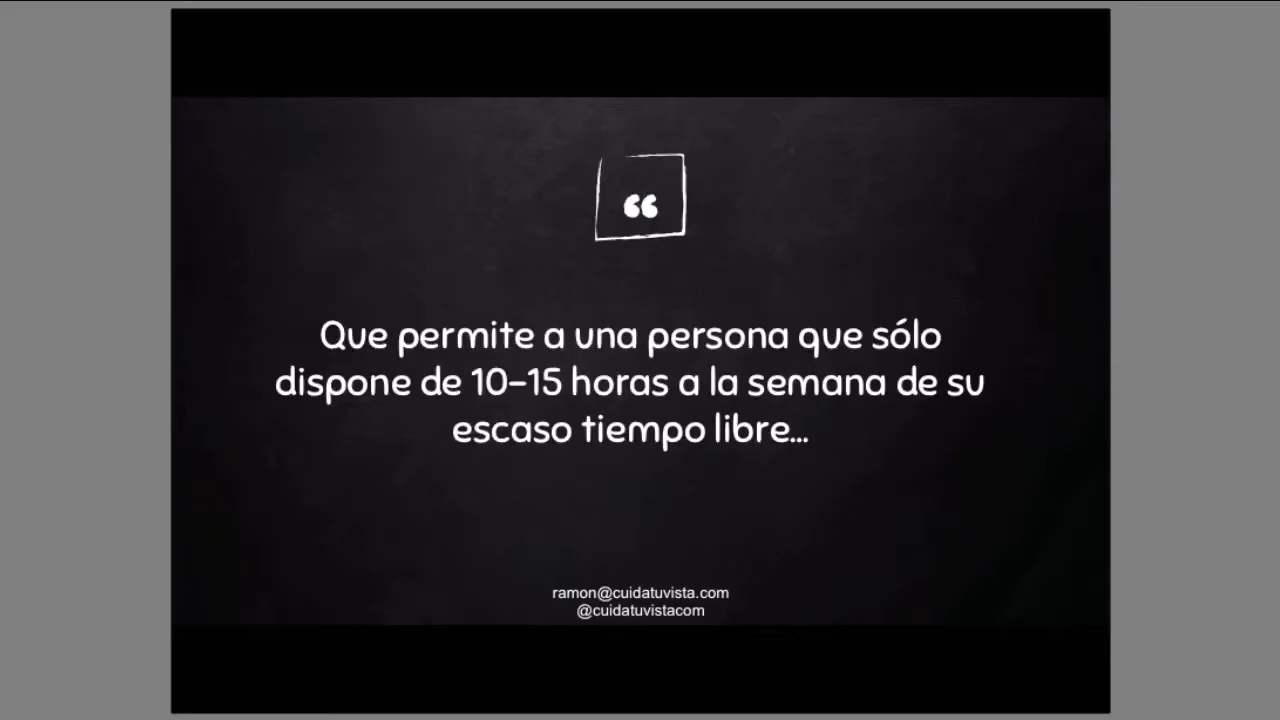 “
Que permite a una persona que sólo
dispone de 10-15 horas a la semana de su
escaso tiempo libre...
ramon@cuidatuvista.com
@cuidatuvistacom